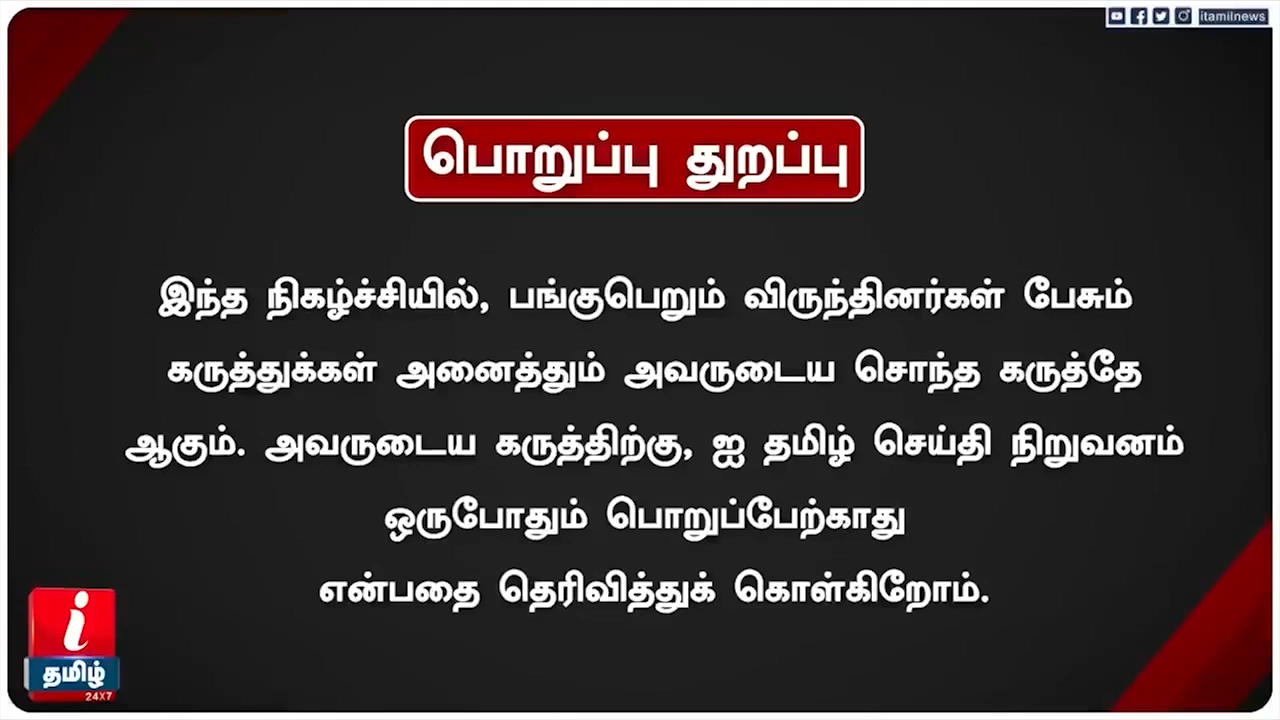 itamilnews
பொறுப்பு துறப்பு
இந்த நிகழ்ச்சியில், பங்குபெறும் விருந்தினர்கள் பேசும்
கருத்துக்கள் அனைத்தும் அவருடைய சொந்த கருத்தே
ஆகும். அவருடைய கருத்திற்கு, ஐ தமிழ் செய்தி நிறுவனம்
ஒருபோதும் பொறுப்பேற்காது
என்பதை தெரிவித்துக் கொள்கிறோம்.
i
தமிழ்
24X7